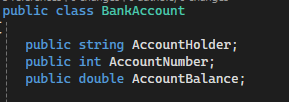 public class BankAccount
{
public string AccountHolder;
public int AccountNumber;
public double AccountBalance;